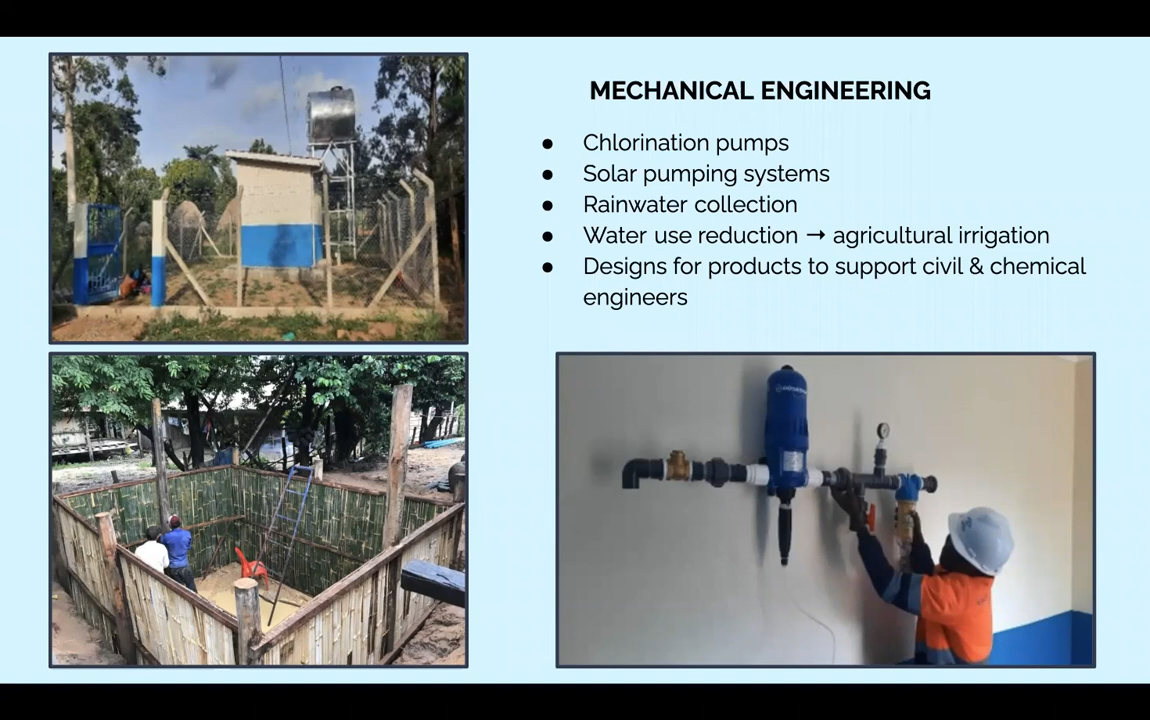 MECHANICAL ENGINEERING
● Chlorination pumps
● Solar pumping systems
● Rainwater collection
● Water use reduction → agricultural irrigation
● Designs for products to support civil & chemical
engineers